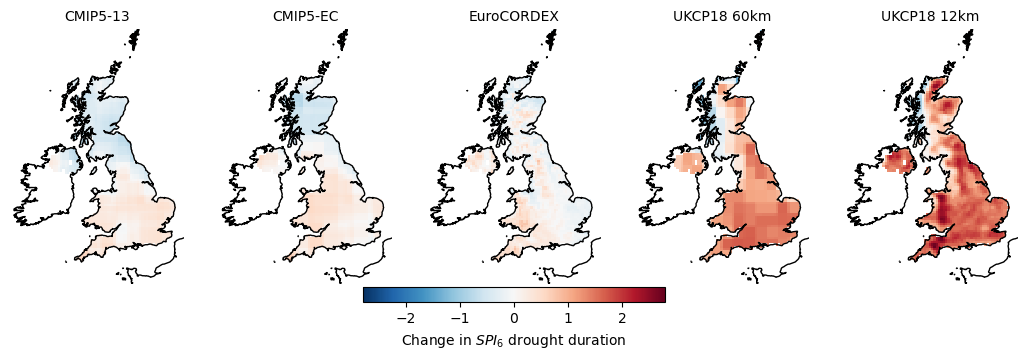 CMIP5-13 CMIP5-EC EuroCORDEX UKCP18 60km UKCP18 12km
−2 −1 0 1 2
Change in SPI₆ drought duration